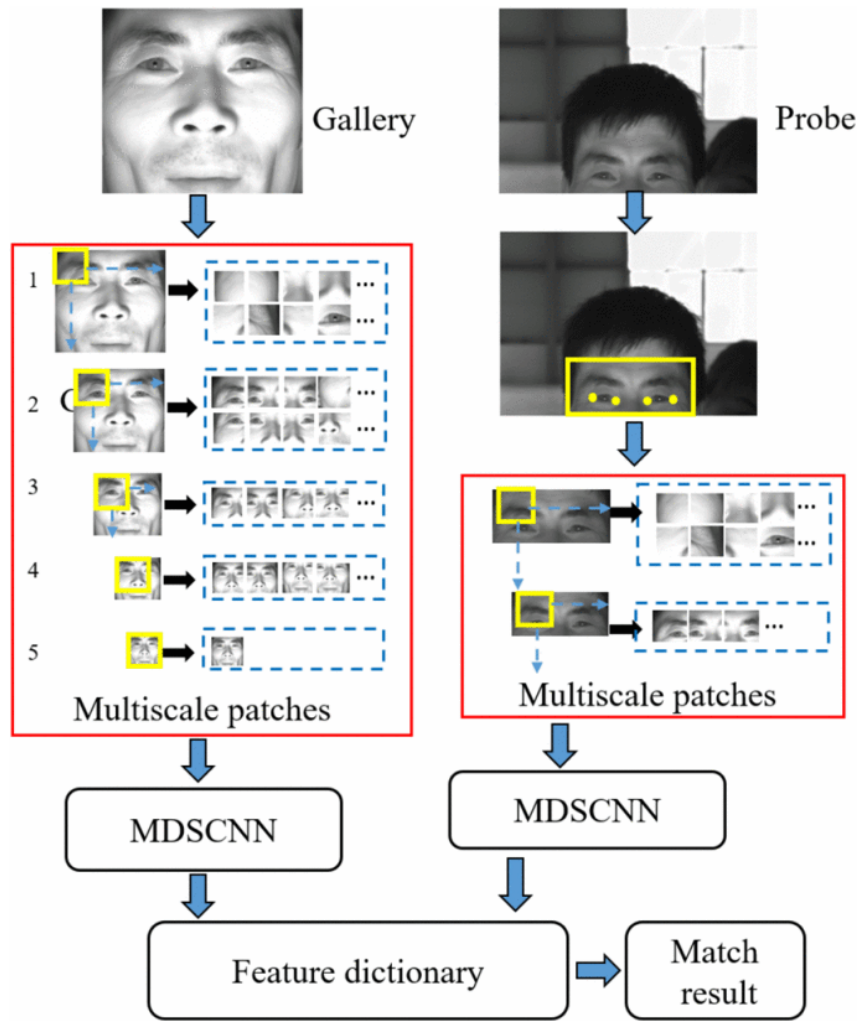 Gallery
Probe
1
2
3
4
5
Multiscale patches
Multiscale patches
MDSCNN
MDSCNN
Feature dictionary
Match
result